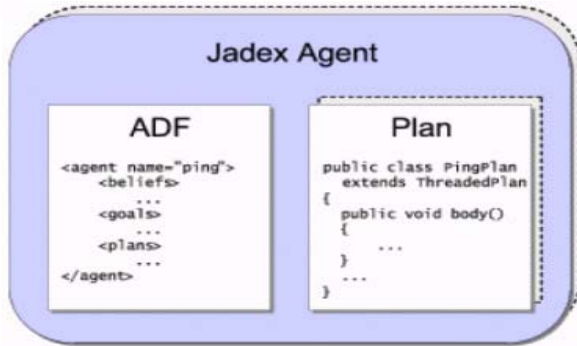 Jadex Agent
ADF
<agent name="ping">
<beliefs>
...
<goals>
...
<plans>
...
</agent>
Plan
public class PingPlan
extends ThreadedPlan
{
public void body()
{
...
}
...
}